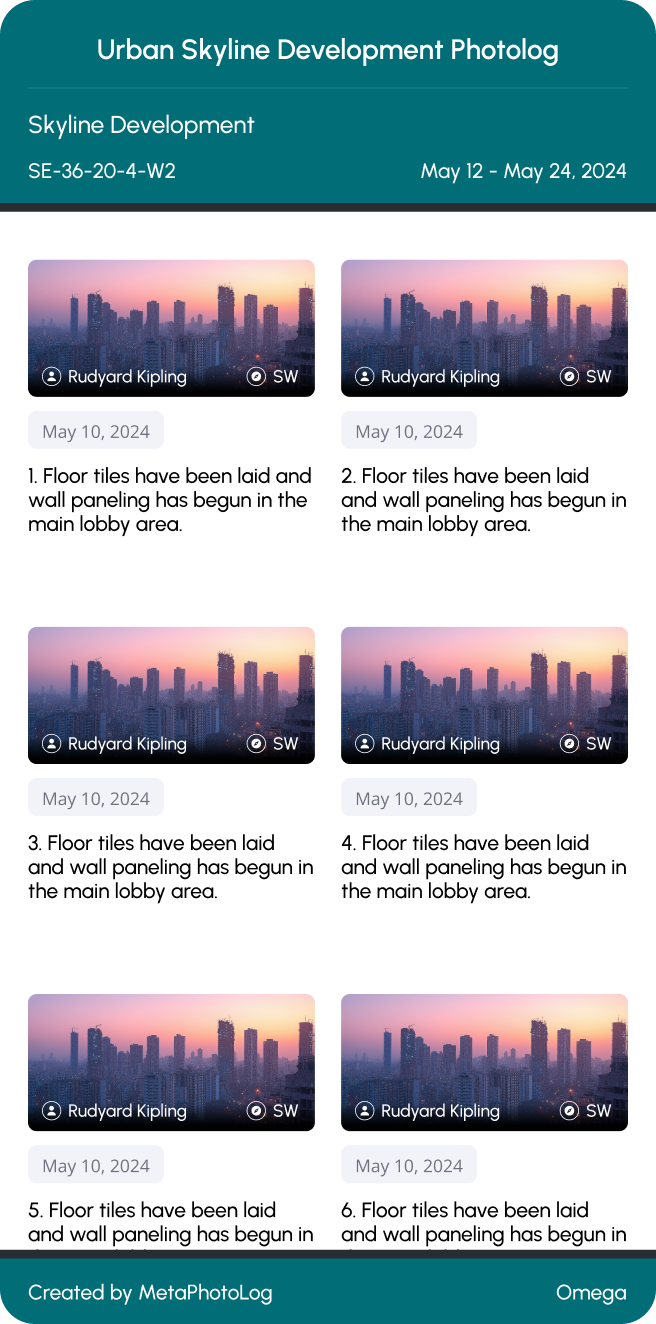 Urban Skyline Development Photolog
Skyline Development
SE-36-20-4-W2
May 12 - May 24, 2024
Rudyard Kipling
SW
May 10, 2024
1. Floor tiles have been laid and
wall paneling has begun in the
main lobby area.
Rudyard Kipling
SW
May 10, 2024
2. Floor tiles have been laid
and wall paneling has begun in
the main lobby area.
Rudyard Kipling
SW
May 10, 2024
3. Floor tiles have been laid
and wall paneling has begun in
the main lobby area.
Rudyard Kipling
SW
May 10, 2024
4. Floor tiles have been laid
and wall paneling has begun in
the main lobby area.
Rudyard Kipling
SW
May 10, 2024
5. Floor tiles have been laid
and wall paneling has begun in
Rudyard Kipling
SW
May 10, 2024
6. Floor tiles have been laid
and wall paneling has begun in
Created by MetaPhotoLog
Omega